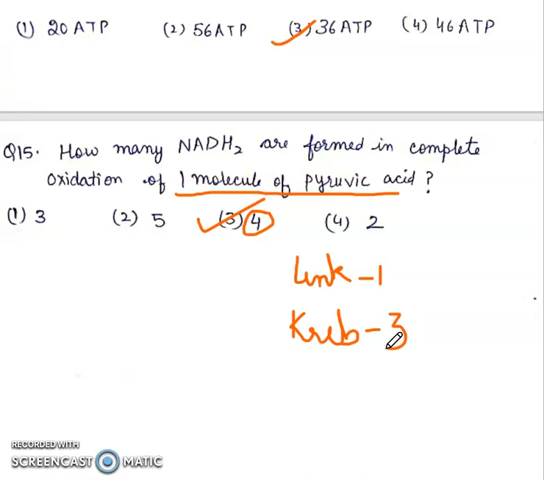 (1) 20 ATP (2) 56 ATP (3) 36 ATP (4) 46 ATP
Q15. How many NADH₂ are formed in complete
oxidation of 1 molecule of pyruvic acid?
(1) 3 (2) 5 (3) 4 (4) 2
Link - 1
Kreb - 3
RECORDED WITH
SCREENCAST MATIC